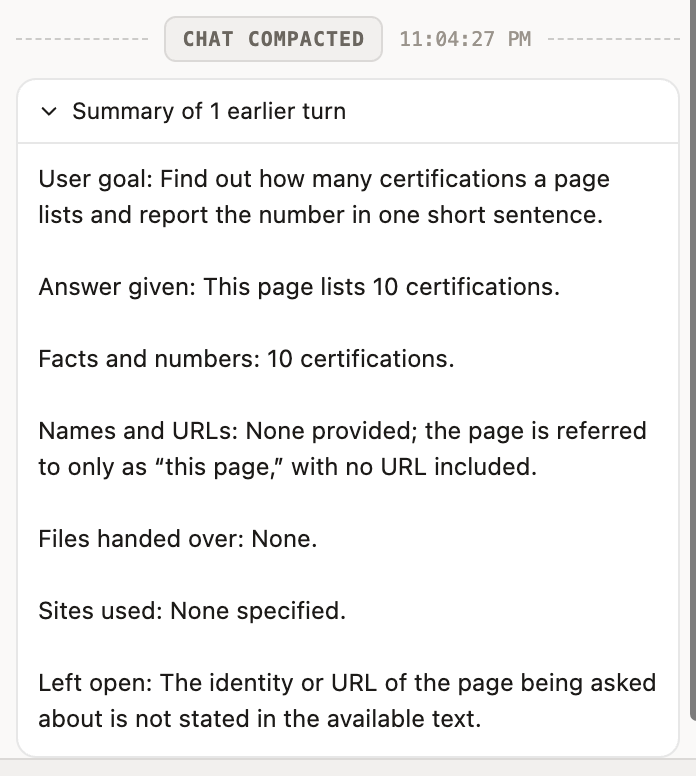 CHAT COMPACTED 11:04:27 PM
Summary of 1 earlier turn
User goal: Find out how many certifications a page
lists and report the number in one short sentence.
Answer given: This page lists 10 certifications.
Facts and numbers: 10 certifications.
Names and URLs: None provided; the page is referred
to only as “this page,” with no URL included.
Files handed over: None.
Sites used: None specified.
Left open: The identity or URL of the page being asked
about is not stated in the available text.